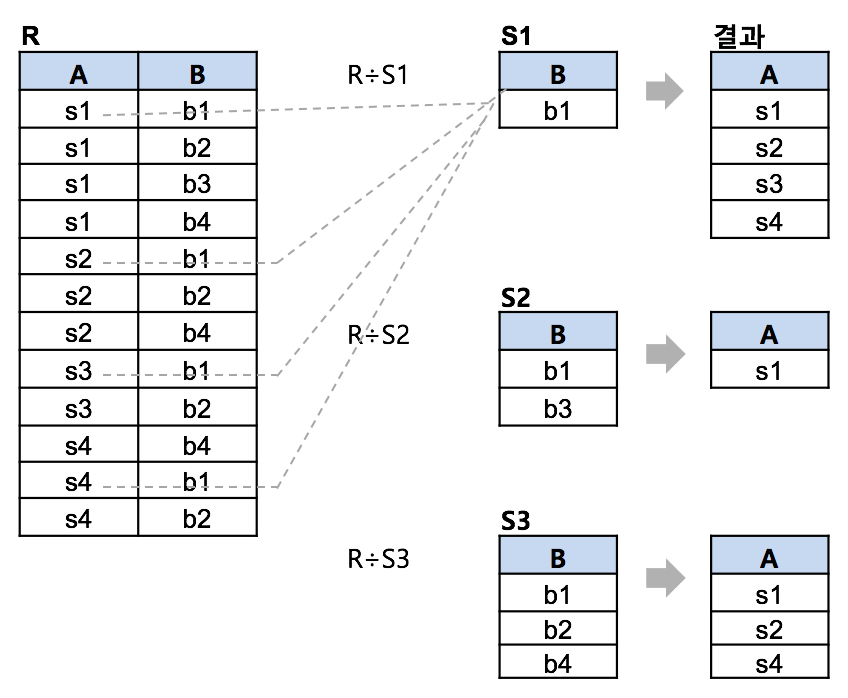 R
A B
s1 b1
s1 b2
s1 b3
s1 b4
s2 b1
s2 b2
s2 b4
s3 b1
s3 b2
s4 b4
s4 b1
s4 b2
R÷S1
S1
B
b1
결과
A
s1
s2
s3
s4
R÷S2
S2
B
b1
b3
A
s1
R÷S3
S3
B
b1
b2
b4
A
s1
s2
s4